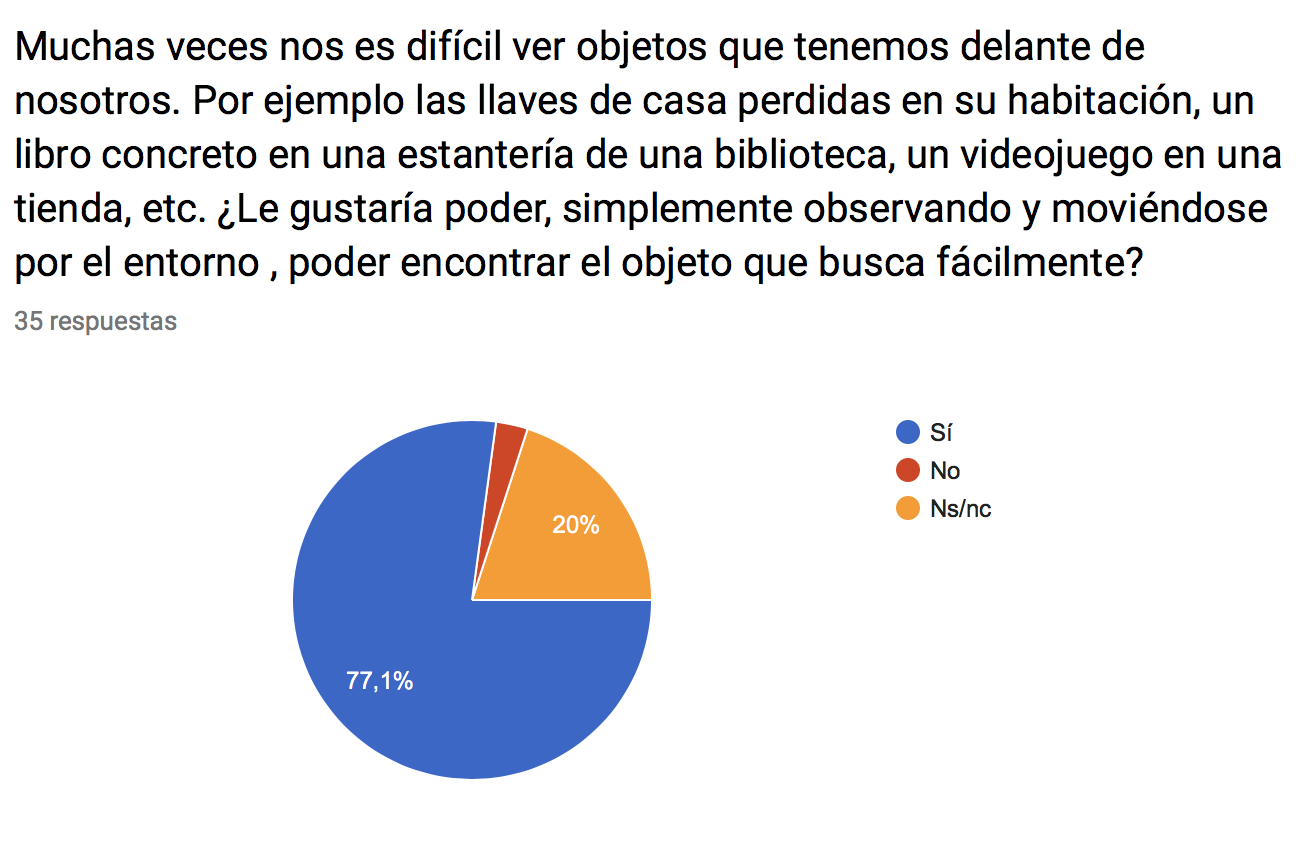 Muchas veces nos es difícil ver objetos que tenemos delante de
nosotros. Por ejemplo las llaves de casa perdidas en su habitación, un
libro concreto en una estantería de una biblioteca, un videojuego en una
tienda, etc. ¿Le gustaría poder, simplemente observando y moviéndose
por el entorno , poder encontrar el objeto que busca fácilmente?
35 respuestas
Sí
No
Ns/nc
20%
77,1%